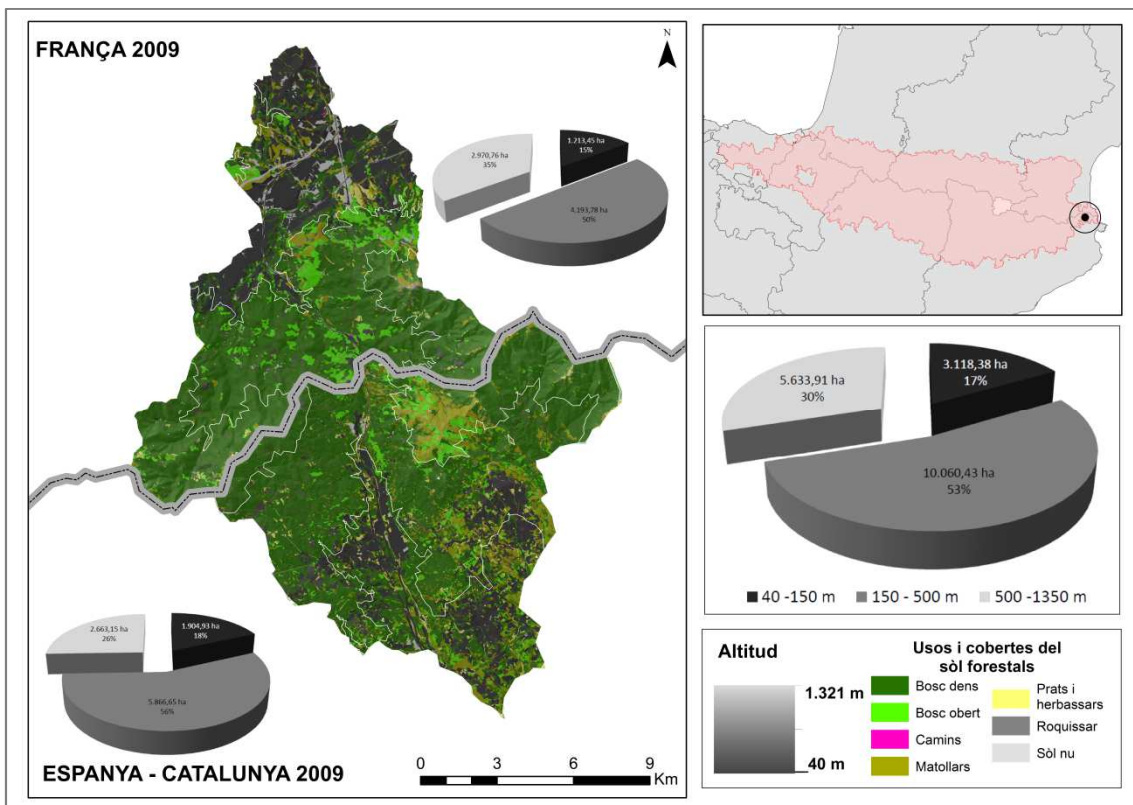 FRANÇA 2009
N
1.213,45 ha
15%
2.970,76 ha
35%
4.193,78 ha
50%
1.904,93 ha
18%
2.663,15 ha
26%
5.866,65 ha
56%
ESPANYA - CATALUNYA 2009
0 3 6 9
Km
3.118,38 ha
17%
5.633,91 ha
30%
10.060,43 ha
53%
40 -150 m 150 - 500 m 500 -1350 m
Altitud
1.321 m
40 m
Usos i cobertes del
sòl forestals
Bosc dens
Bosc obert
Camins
Matollars
Prats i
herbassars
Roquissar
Sòl nu